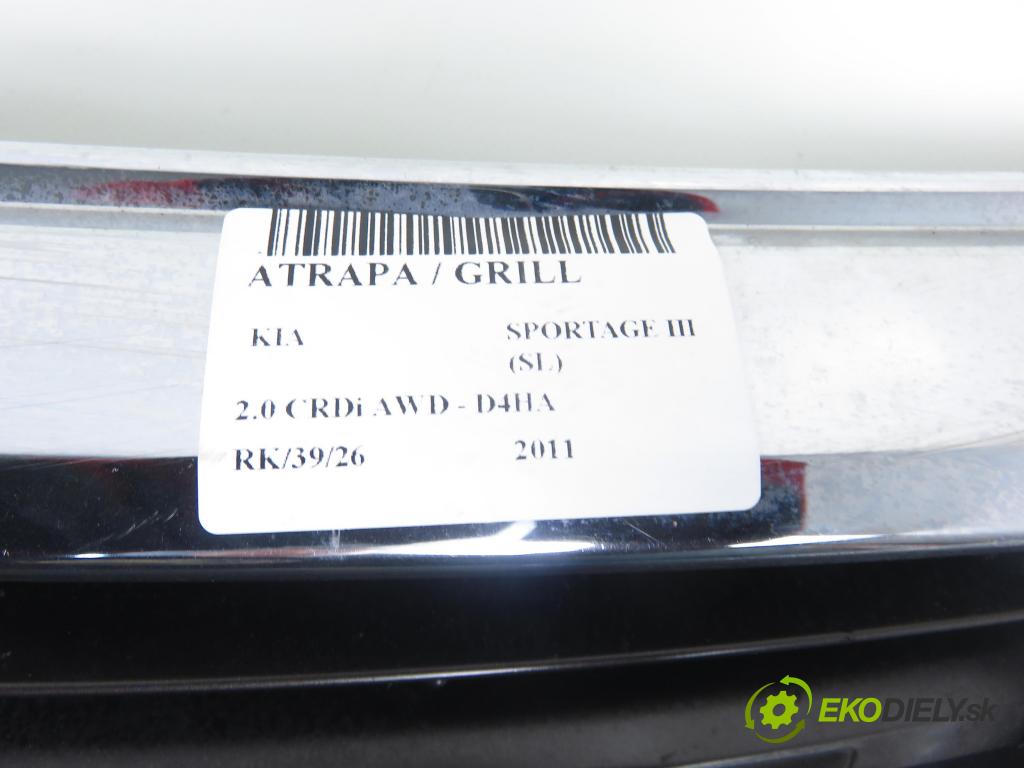 ATRAPA / GRILL
KIA SPORTAGE III
(SL)
2.0 CRDi AWD - D4HA
RK/39/26 2011
EKODIELY.sk